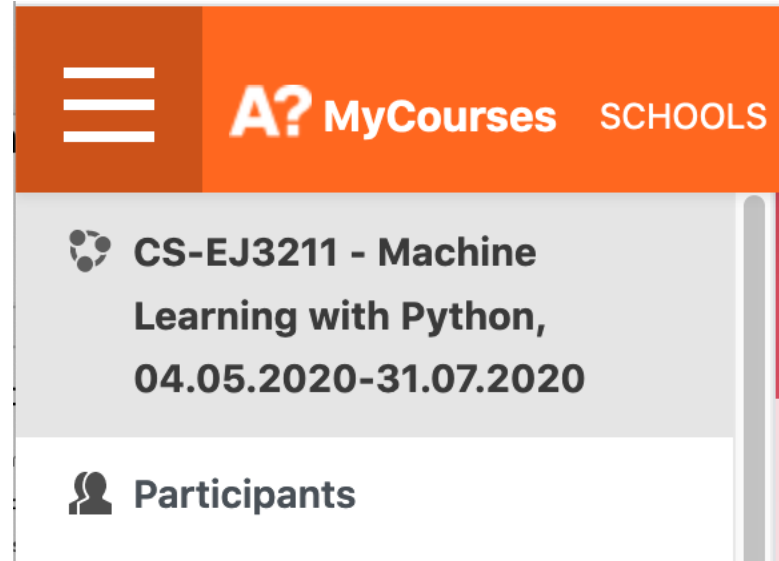 A? MyCourses SCHOOLS
CS-EJ3211 - Machine
Learning with Python,
04.05.2020-31.07.2020
Participants